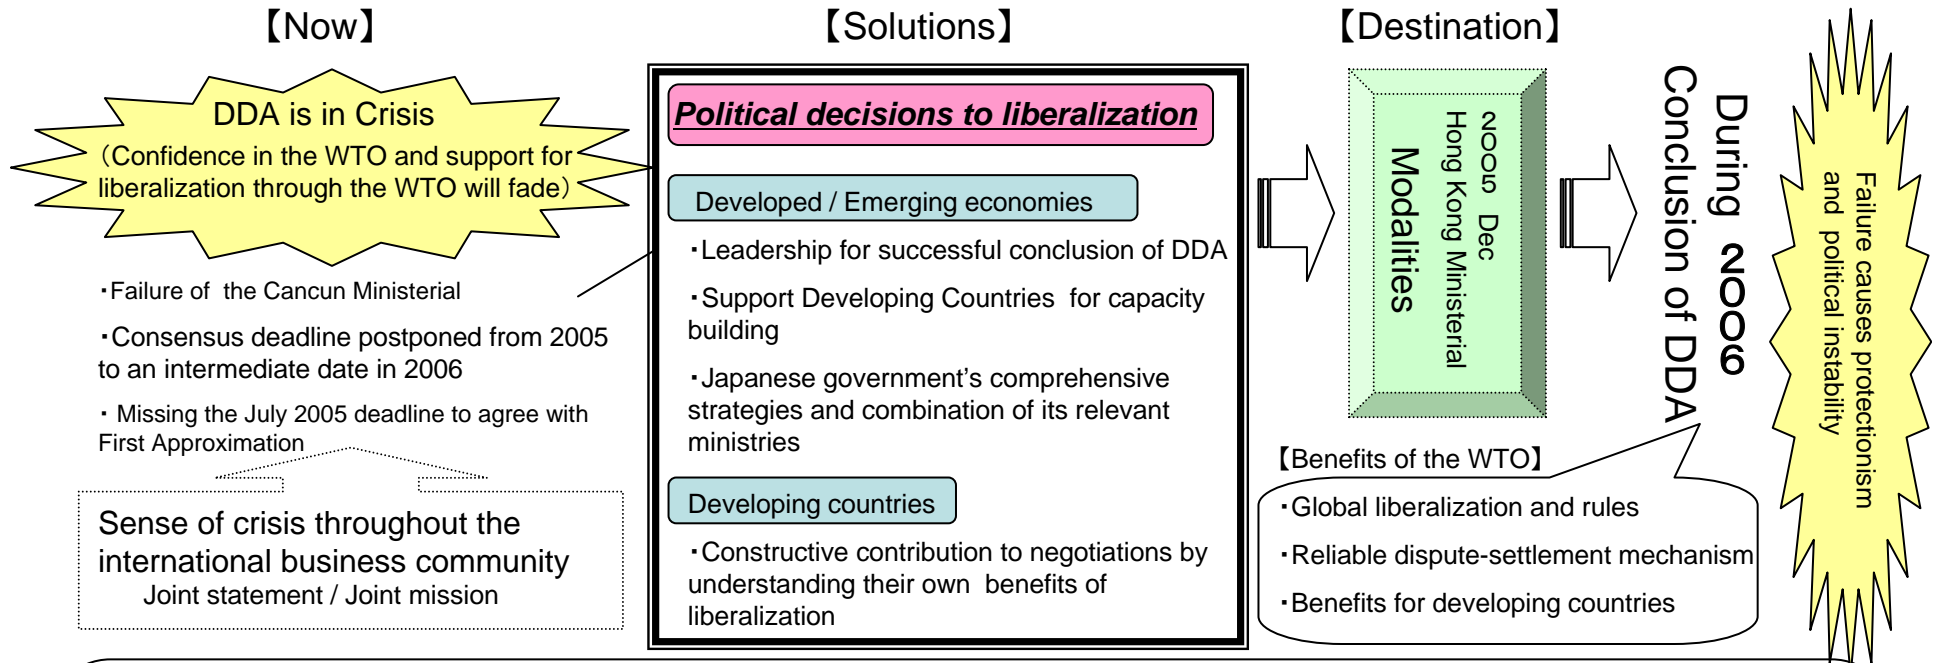 【Now】
DDA is in Crisis
（Confidence in the WTO and support for
liberalization through the WTO will fade）
・Failure of the Cancun Ministerial
・Consensus deadline postponed from 2005
to an intermediate date in 2006
・Missing the July 2005 deadline to agree with
First Approximation
Sense of crisis throughout the
international business community
Joint statement / Joint mission
【Solutions】
Political decisions to liberalization
Developed / Emerging economies
・Leadership for successful conclusion of DDA
・Support Developing Countries for capacity
building
・Japanese government’s comprehensive
strategies and combination of its relevant
ministries
Developing countries
・Constructive contribution to negotiations by
understanding their own benefits of
liberalization
【Destination】
２００５ Dec
Hong Kong Ministerial
Modalities
During ２００６
Conclusion of DDA
【Benefits of the WTO】
・Global liberalization and rules
・Reliable dispute-settlement mechanism
・Benefits for developing countries
Failure causes protectionism
and political instability